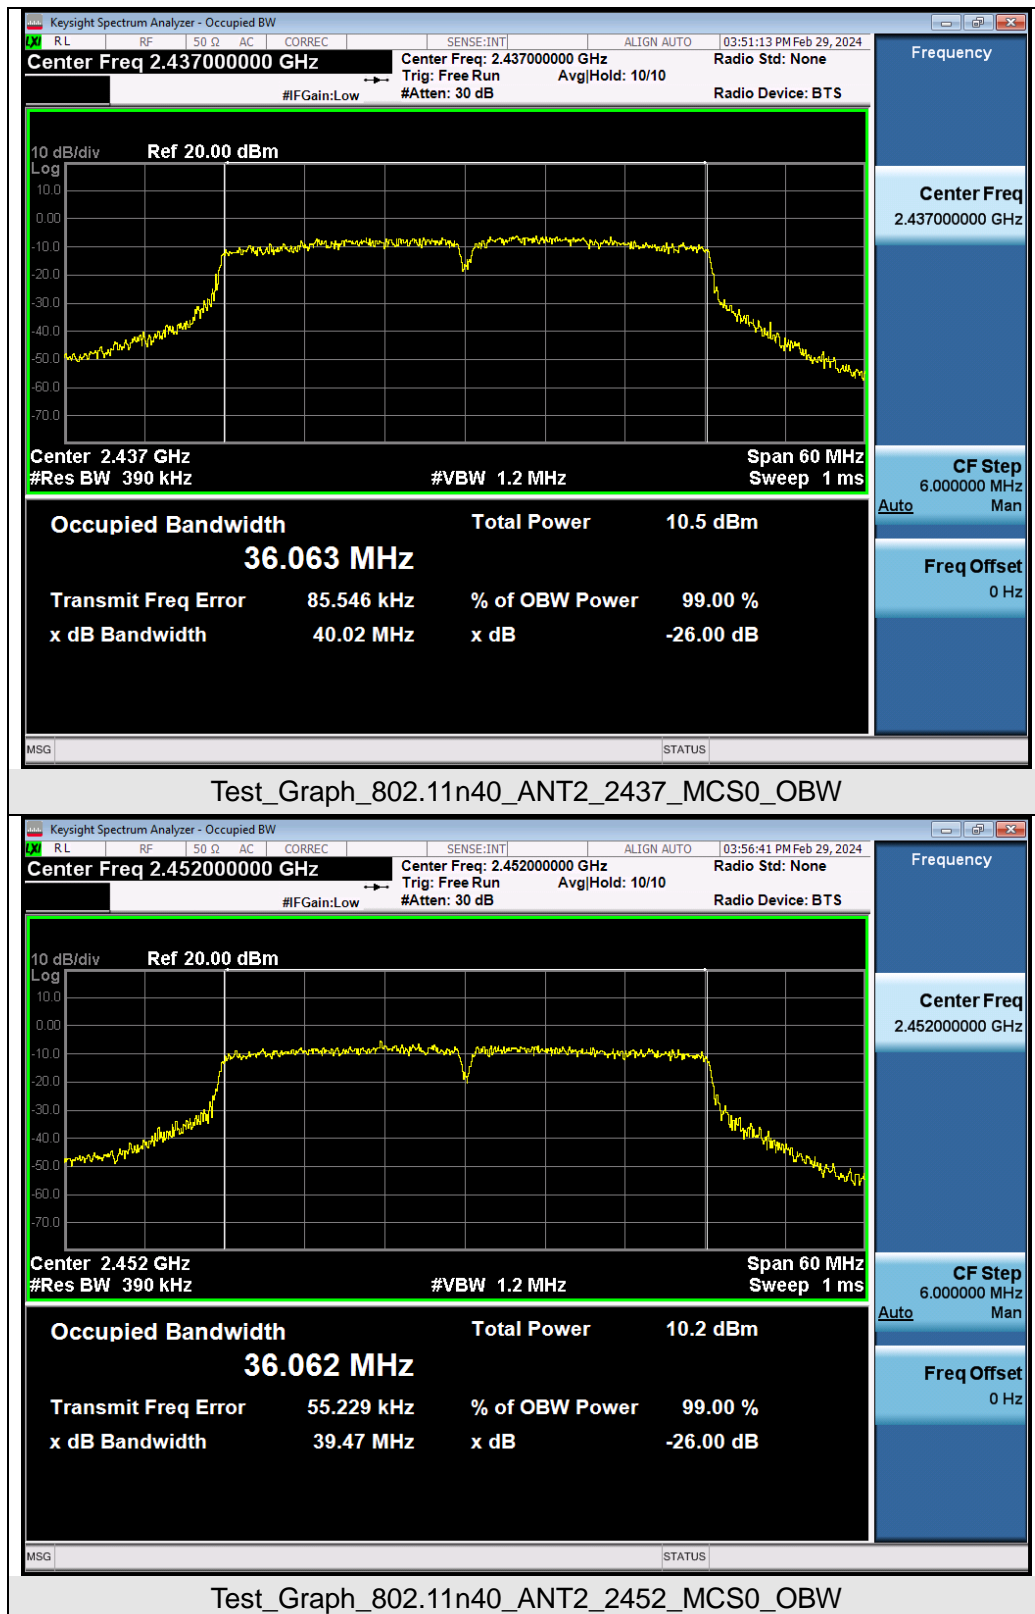 Keysight Spectrum Analyzer - Occupied BW
LXI RL RF 50 Ω AC CORREC SENSE:INT ALIGN AUTO 03:51:13 PM Feb 29, 2024
Center Freq 2.437000000 GHz
Center Freq: 2.437000000 GHz
Radio Std: None
Trig: Free Run Avg|Hold: 10/10
#IFGain:Low #Atten: 30 dB Radio Device: BTS
Frequency
10 dB/div Ref 20.00 dBm
Log
10.0
0.00
-10.0
-20.0
-30.0
-40.0
-50.0
-60.0
-70.0
Center 2.437 GHz Span 60 MHz
#Res BW 390 kHz #VBW 1.2 MHz Sweep 1 ms
Center Freq
2.437000000 GHz
CF Step
6.000000 MHz
Auto Man
Freq Offset
0 Hz
Occupied Bandwidth Total Power 10.5 dBm
36.063 MHz
Transmit Freq Error 85.546 kHz % of OBW Power 99.00 %
x dB Bandwidth 40.02 MHz x dB -26.00 dB
MSG STATUS
Test_Graph_802.11n40_ANT2_2437_MCS0_OBW
Keysight Spectrum Analyzer - Occupied BW
LXI RL RF 50 Ω AC CORREC SENSE:INT ALIGN AUTO 03:56:41 PM Feb 29, 2024
Center Freq 2.452000000 GHz
Center Freq: 2.452000000 GHz
Radio Std: None
Trig: Free Run Avg|Hold: 10/10
#IFGain:Low #Atten: 30 dB Radio Device: BTS
Frequency
10 dB/div Ref 20.00 dBm
Log
10.0
0.00
-10.0
-20.0
-30.0
-40.0
-50.0
-60.0
-70.0
Center 2.452 GHz Span 60 MHz
#Res BW 390 kHz #VBW 1.2 MHz Sweep 1 ms
Center Freq
2.452000000 GHz
CF Step
6.000000 MHz
Auto Man
Freq Offset
0 Hz
Occupied Bandwidth Total Power 10.2 dBm
36.062 MHz
Transmit Freq Error 55.229 kHz % of OBW Power 99.00 %
x dB Bandwidth 39.47 MHz x dB -26.00 dB
MSG STATUS
Test_Graph_802.11n40_ANT2_2452_MCS0_OBW